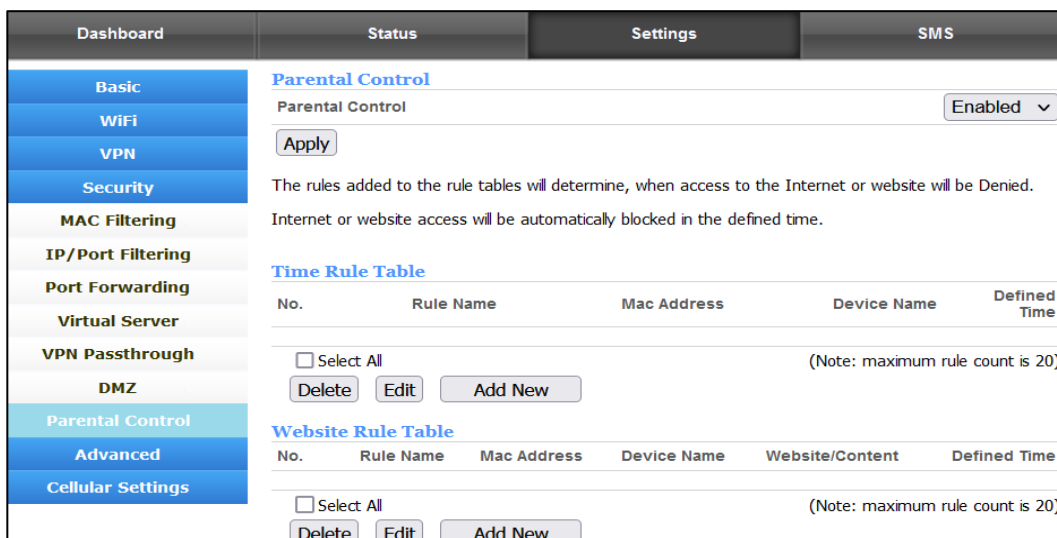 Dashboard Status Settings SMS
Basic
WiFi
VPN
Security
MAC Filtering
IP/Port Filtering
Port Forwarding
Virtual Server
VPN Passthrough
DMZ
Parental Control
Advanced
Cellular Settings
Parental Control
Parental Control Enabled
Apply
The rules added to the rule tables will determine, when access to the Internet or website will be Denied.
Internet or website access will be automatically blocked in the defined time.
Time Rule Table
No. Rule Name Mac Address Device Name Defined Time
Select All (Note: maximum rule count is 20)
Delete Edit Add New
Website Rule Table
No. Rule Name Mac Address Device Name Website/Content Defined Time
Select All (Note: maximum rule count is 20)
Delete Edit Add New